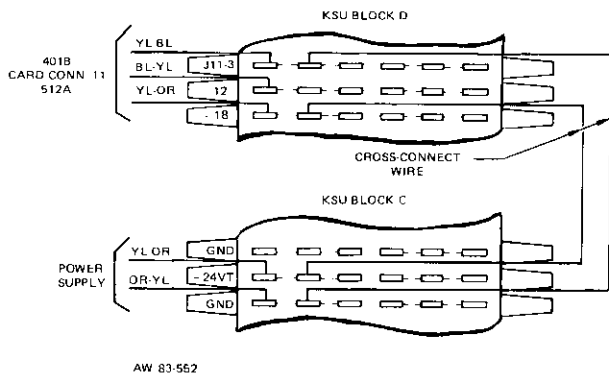 KSU BLOCK D
401B
CARD CONN. 11
512A
YL-BL
BL-YL
YL-OR
J11-3
12
- 18
CROSS-CONNECT
WIRE
KSU BLOCK C
POWER
SUPPLY
YL OR
OR-YL
GND
- 24VT
GND
AW 83-552